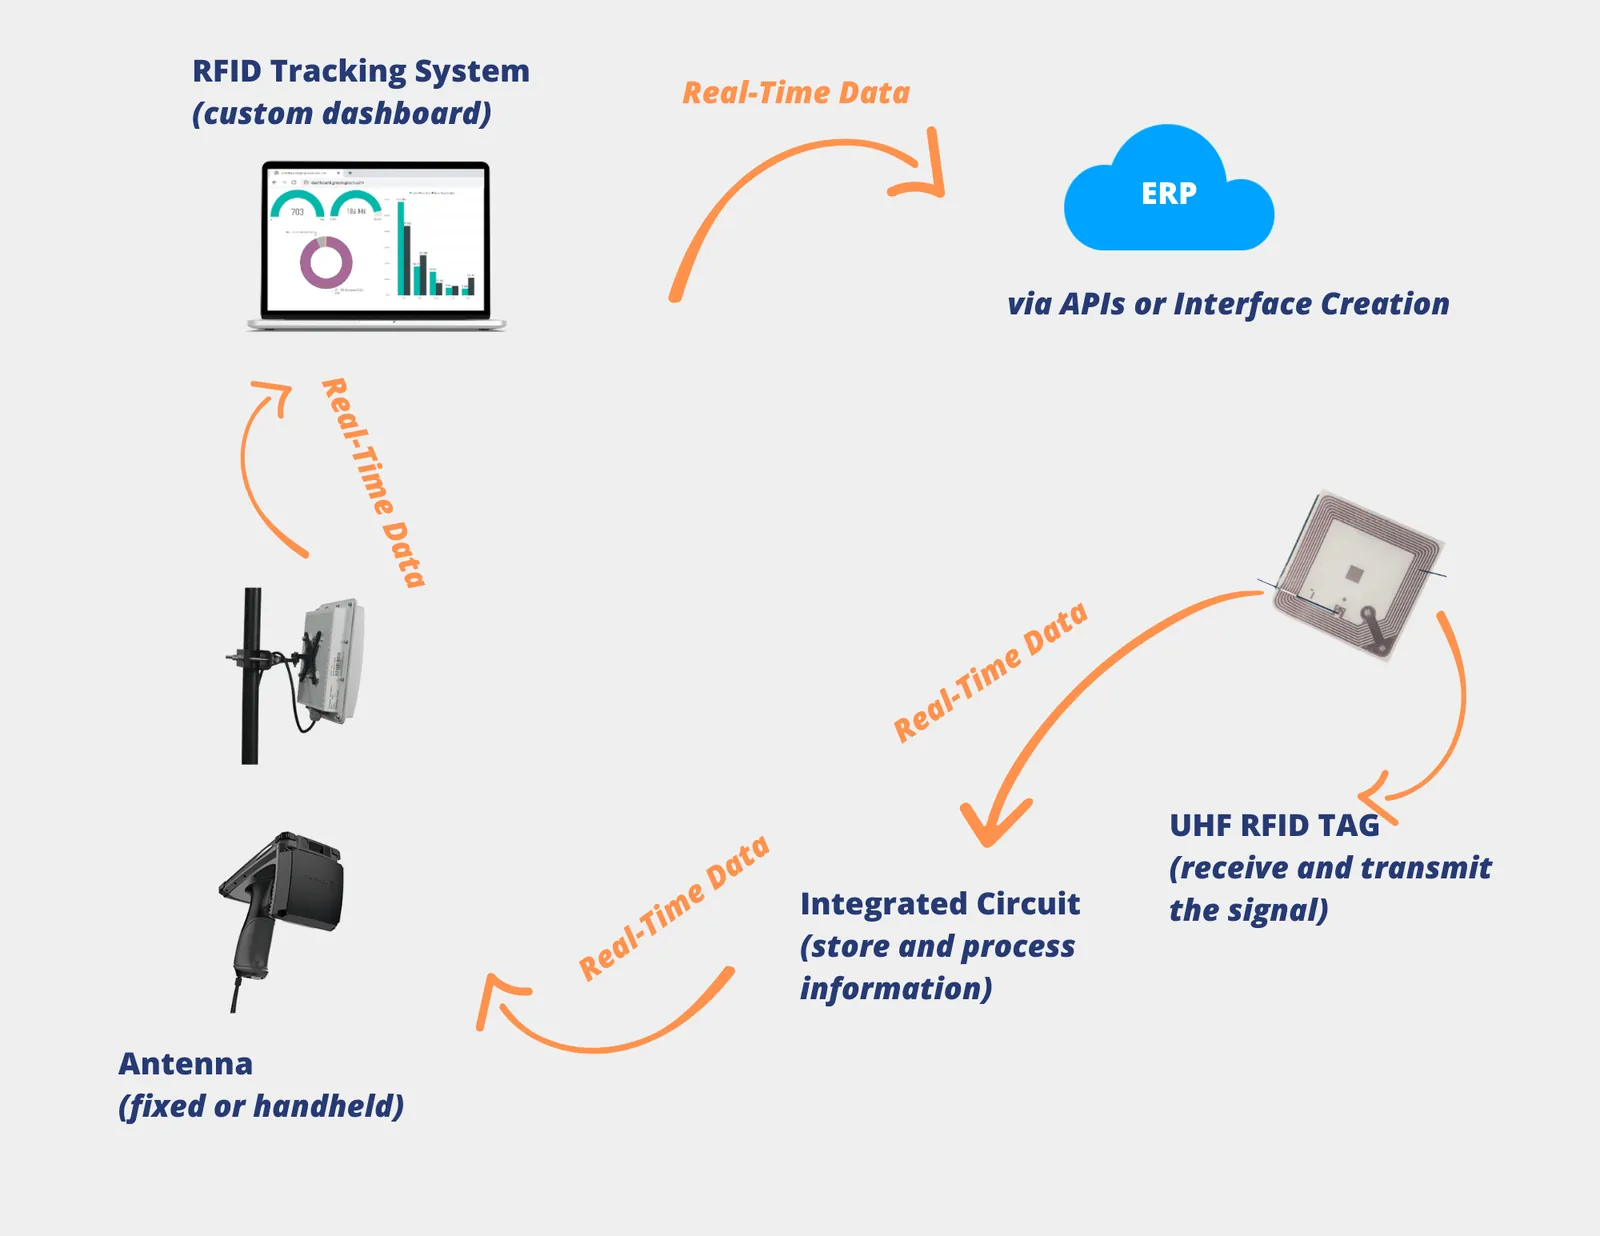 RFID Tracking System
(custom dashboard)
Real-Time Data
ERP
via APIs or Interface Creation
703
Real-Time Data
Real-Time Data
UHF RFID TAG
(receive and transmit
the signal)
Real-Time Data
Integrated Circuit
(store and process
information)
Antenna
(fixed or handheld)